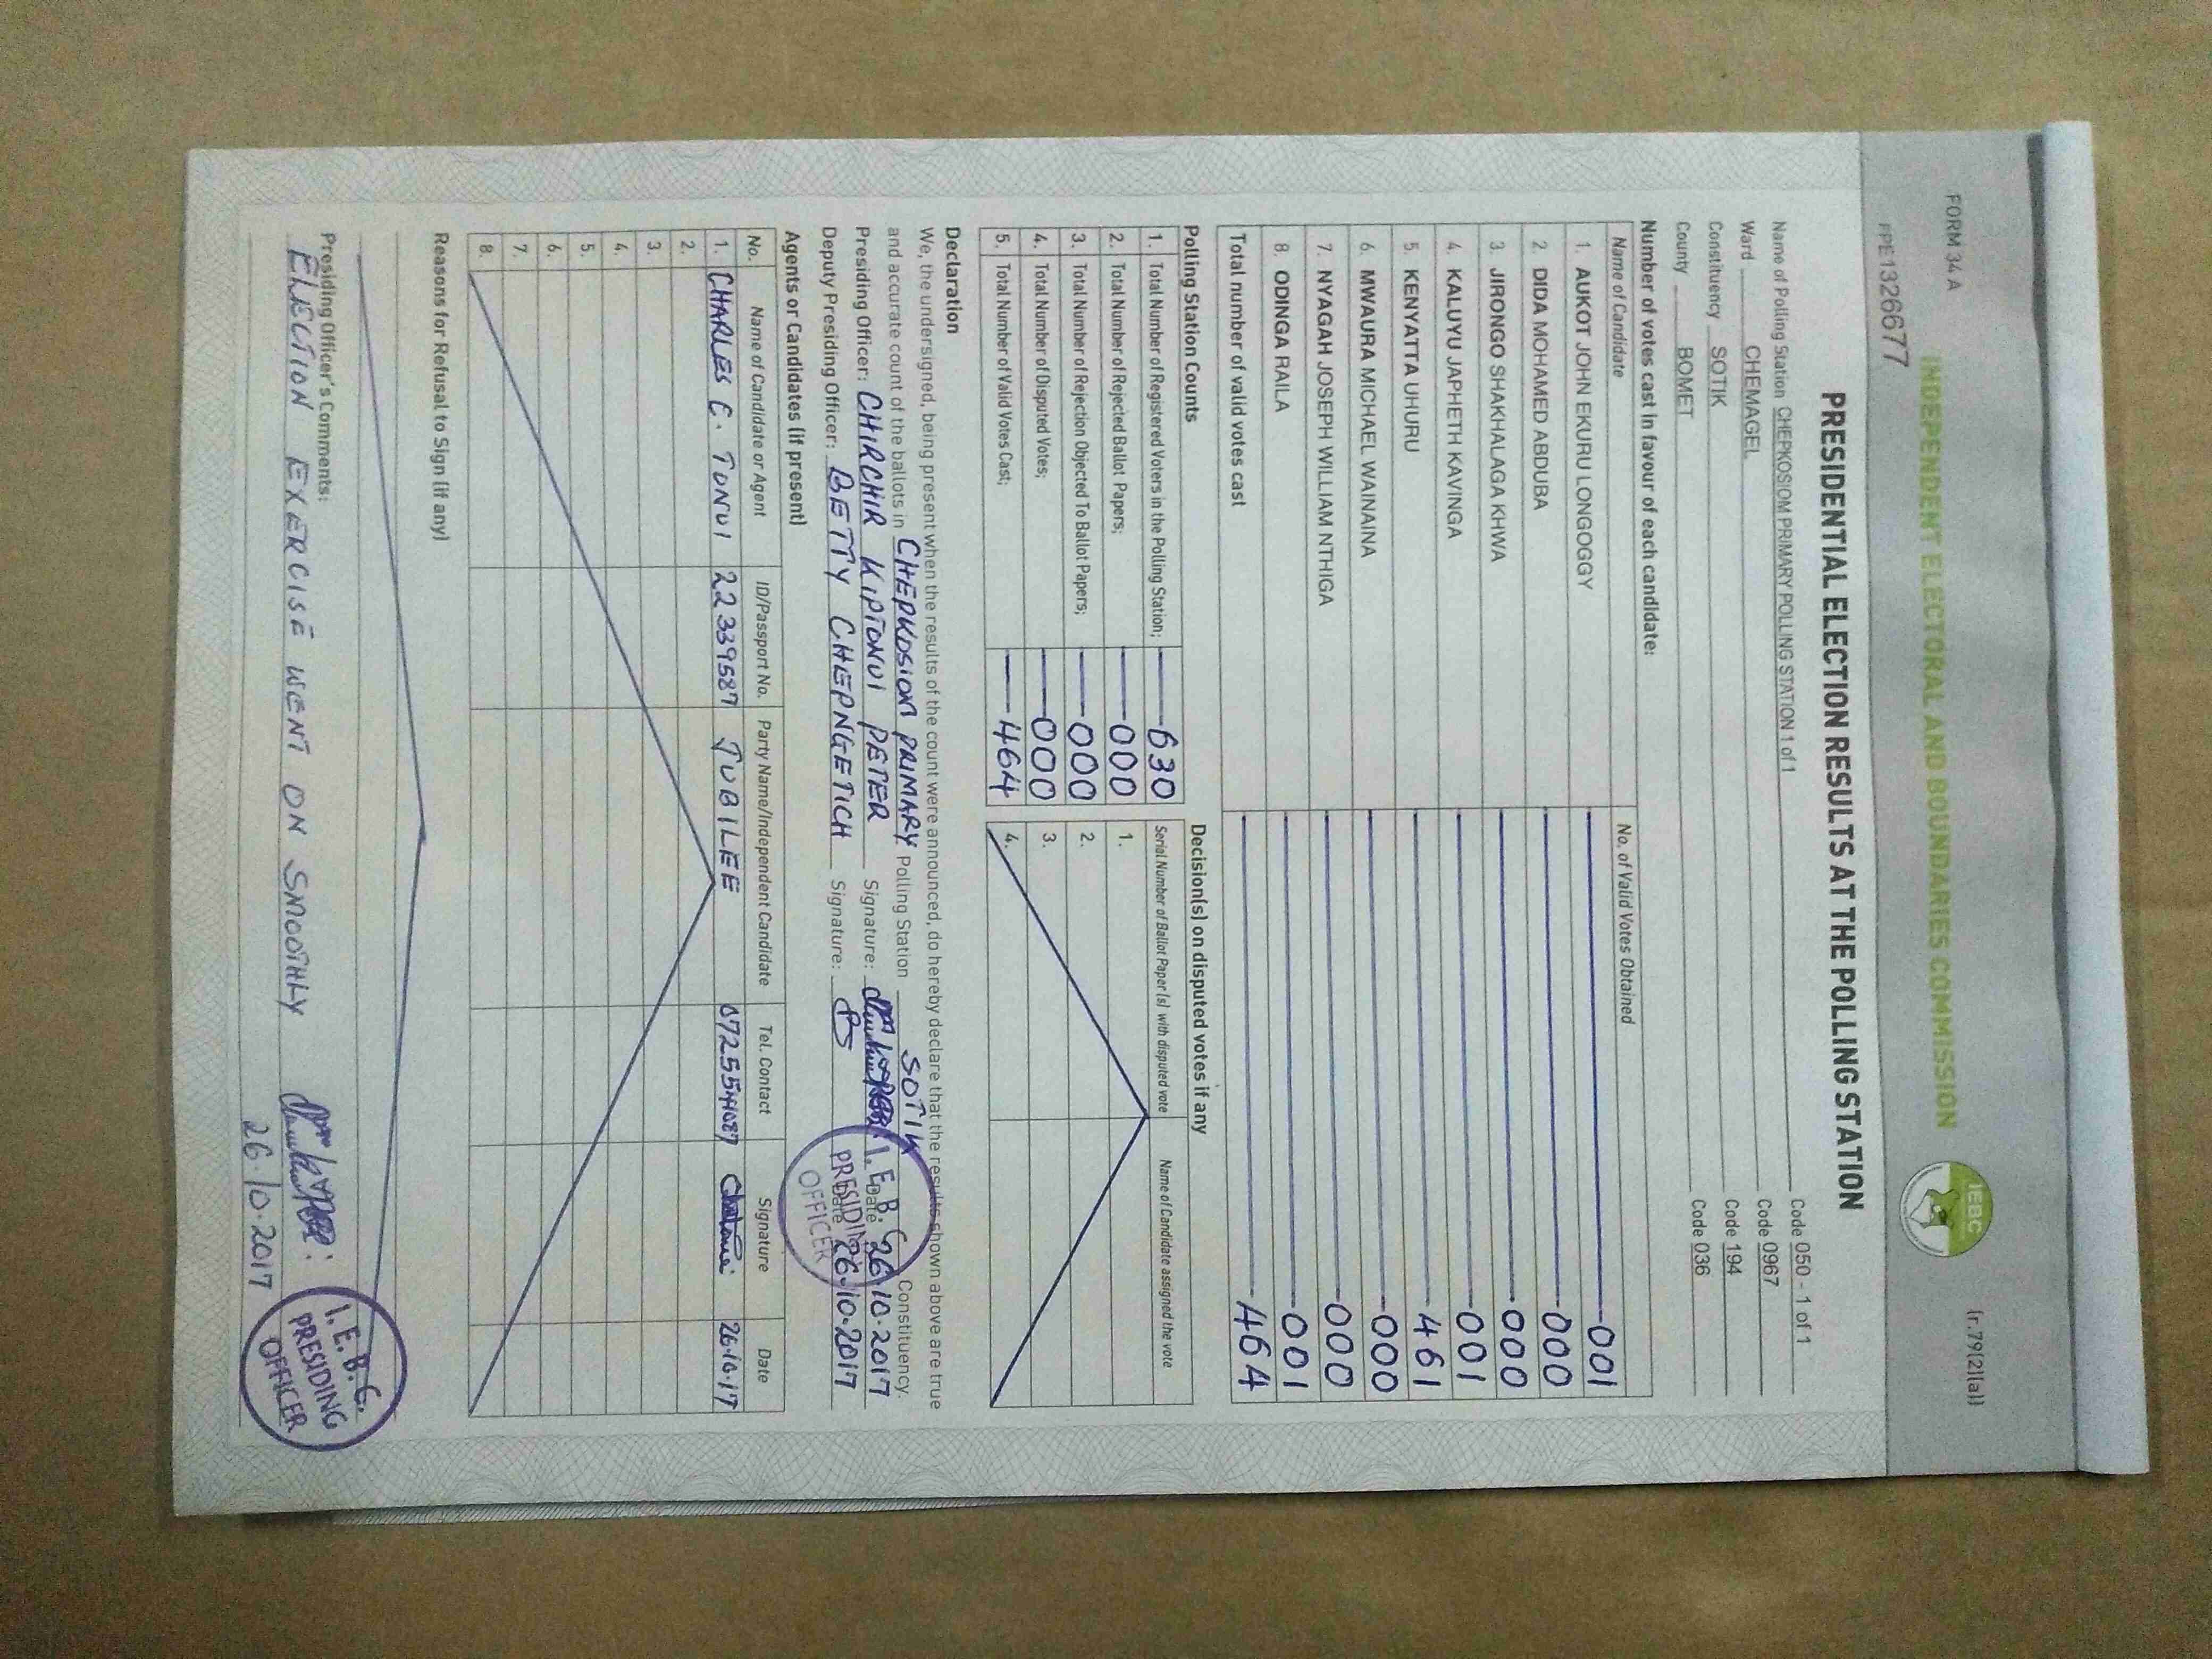 FORM 34 A
(r.79(2)(a))
INDEPENDENT ELECTORAL AND BOUNDARIES COMMISSION
IEBC
PPE1326677
PRESIDENTIAL ELECTION RESULTS AT THE POLLING STATION
Name of Polling Station CHEPKOSIOM PRIMARY POLLING STATION 1 of 1 Code 050 - 1 of 1
Ward CHEMAGEL Code 0967
Constituency SOTIK Code 194
County BOMET Code 036
Number of votes cast in favour of each candidate:
Name of Candidate No. of Valid Votes Obtained
1. AUKOT JOHN EKURU LONGOGGY 001
2. DIDA MOHAMED ABDUBA 000
3. JIRONGO SHAKHALAGA KHWA 000
4. KALUYU JAPHETH KAVINGA 001
5. KENYATTA UHURU 461
6. MWAURA MICHAEL WAINAINA 000
7. NYAGAH JOSEPH WILLIAM NTHIGA 000
8. ODINGA RAILA 001
Total number of valid votes cast 464
Polling Station Counts
1. Total Number of Registered Voters in the Polling Station; 630
2. Total Number of Rejected Ballot Papers; 000
3. Total Number of Rejection Objected To Ballot Papers; 000
4. Total Number of Disputed Votes; 000
5. Total Number of Valid Votes Cast; 464
Decision(s) on disputed votes if any
Serial Number of Ballot Paper(s) with disputed vote Name of Candidate assigned the vote
1.
2.
3.
4.
Declaration
We, the undersigned, being present when the results of the count were announced, do hereby declare that the results shown above are true
and accurate count of the ballots in CHEPKOSIOM PRIMARY Polling Station SOTIK Constituency.
Presiding Officer: CHIRCHIR KIPTONUI PETER Signature: Date 26.10.2017
Deputy Presiding Officer: BETTY CHEPNGETICH Signature: Date 26.10.2017
I. E. B. C.
PRESIDING
OFFICER
Agents or Candidates (if present)
No. Name of Candidate or Agent ID/Passport No. Party Name/Independent Candidate Tel. Contact Signature Date
1. CHARLES C. TONUI 22339587 JUBILEE 0725541087 26.10.17
2.
3.
4.
5.
6.
7.
8.
Reasons for Refusal to Sign (if any)
Presiding Officer's Comments:
ELECTION EXERCISE WENT ON SMOOTHLY
26.10.2017
I. E. B. C.
PRESIDING
OFFICER